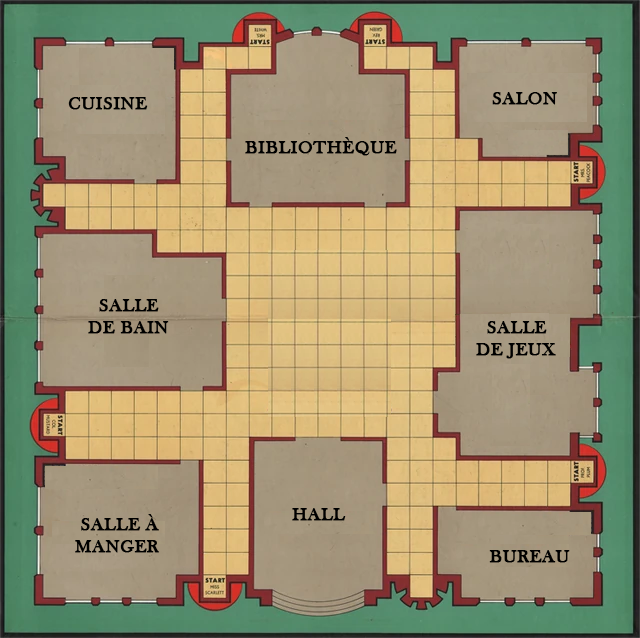 START
MRS.
WHITE
START
REV.
GREEN
CUISINE
BIBLIOTHÈQUE
SALON
START
MRS.
PEACOCK
SALLE
DE BAIN
SALLE
DE JEUX
START
COL.
MUSTARD
START
PROF.
PLUM
SALLE À
MANGER
HALL
BUREAU
START
MISS
SCARLETT